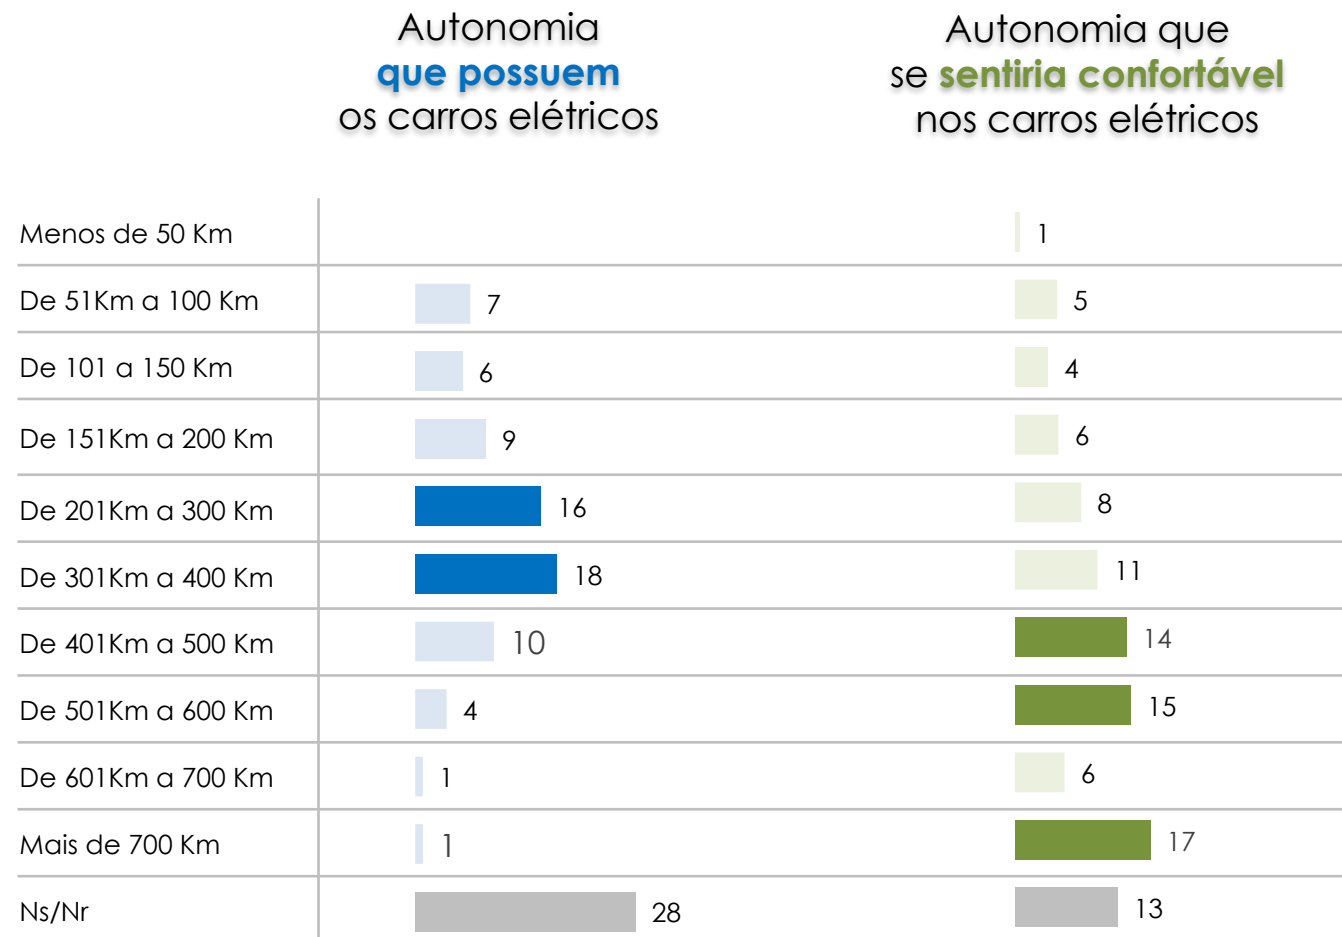 Autonomia
que possuem
os carros elétricos
Autonomia que
se sentiria confortável
nos carros elétricos
Menos de 50 Km
1
De 51Km a 100 Km
7
5
De 101 a 150 Km
6
4
De 151Km a 200 Km
9
6
De 201Km a 300 Km
16
8
De 301Km a 400 Km
18
11
De 401Km a 500 Km
10
14
De 501Km a 600 Km
4
15
De 601Km a 700 Km
1
6
Mais de 700 Km
1
17
Ns/Nr
28
13